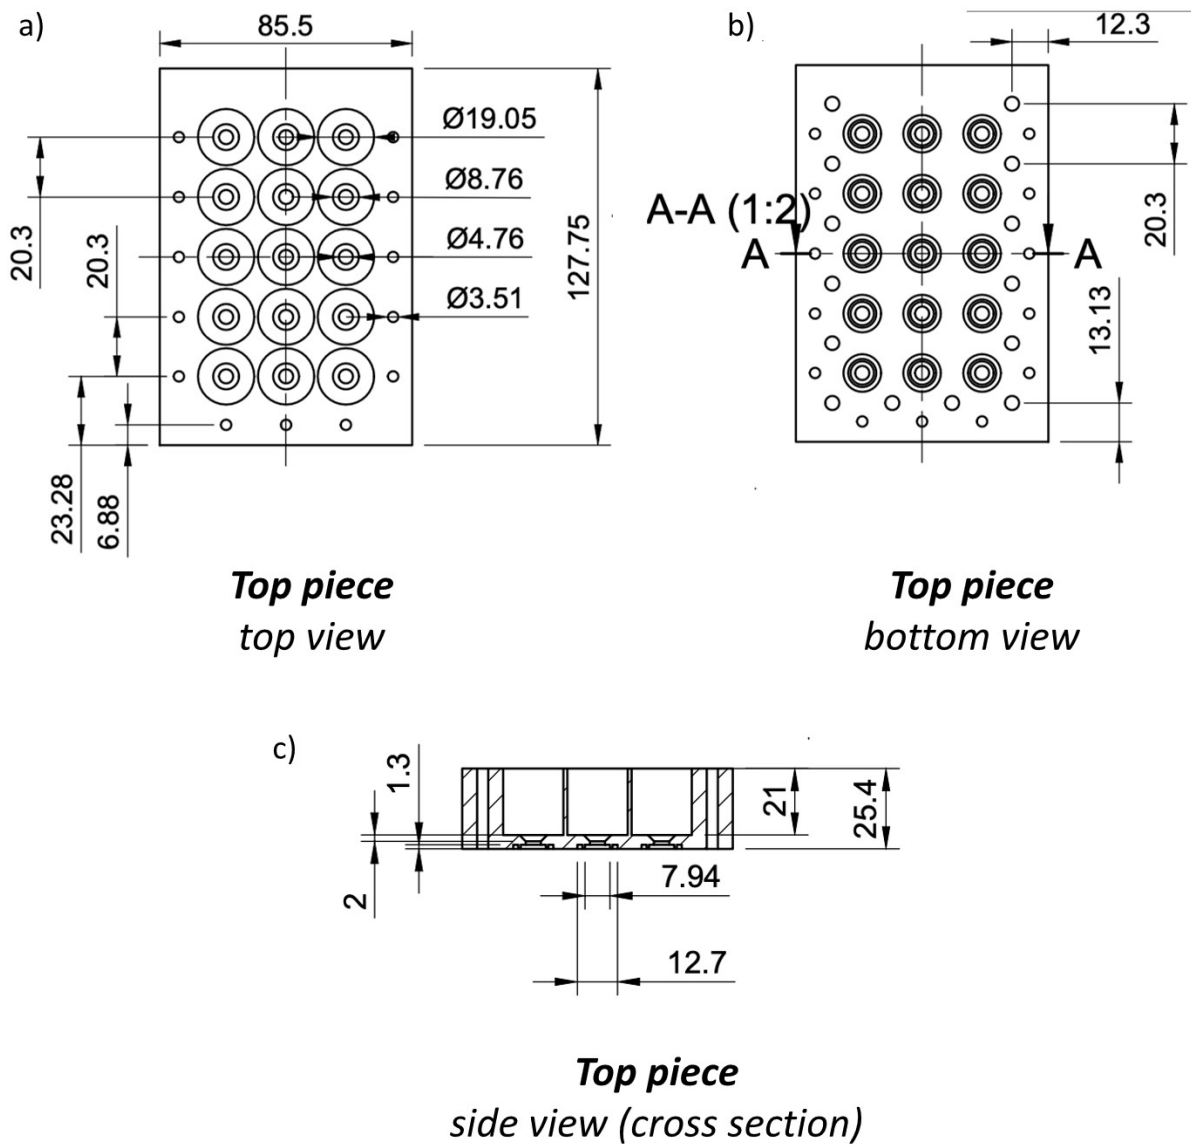 a)
85.5
Ø19.05
Ø8.76
Ø4.76
Ø3.51
127.75
20.3
20.3
23.28
6.88
Top piece
top view
b)
12.3
A-A (1:2)
A
A
20.3
13.13
Top piece
bottom view
c)
1.3
2
21
25.4
7.94
12.7
Top piece
side view (cross section)